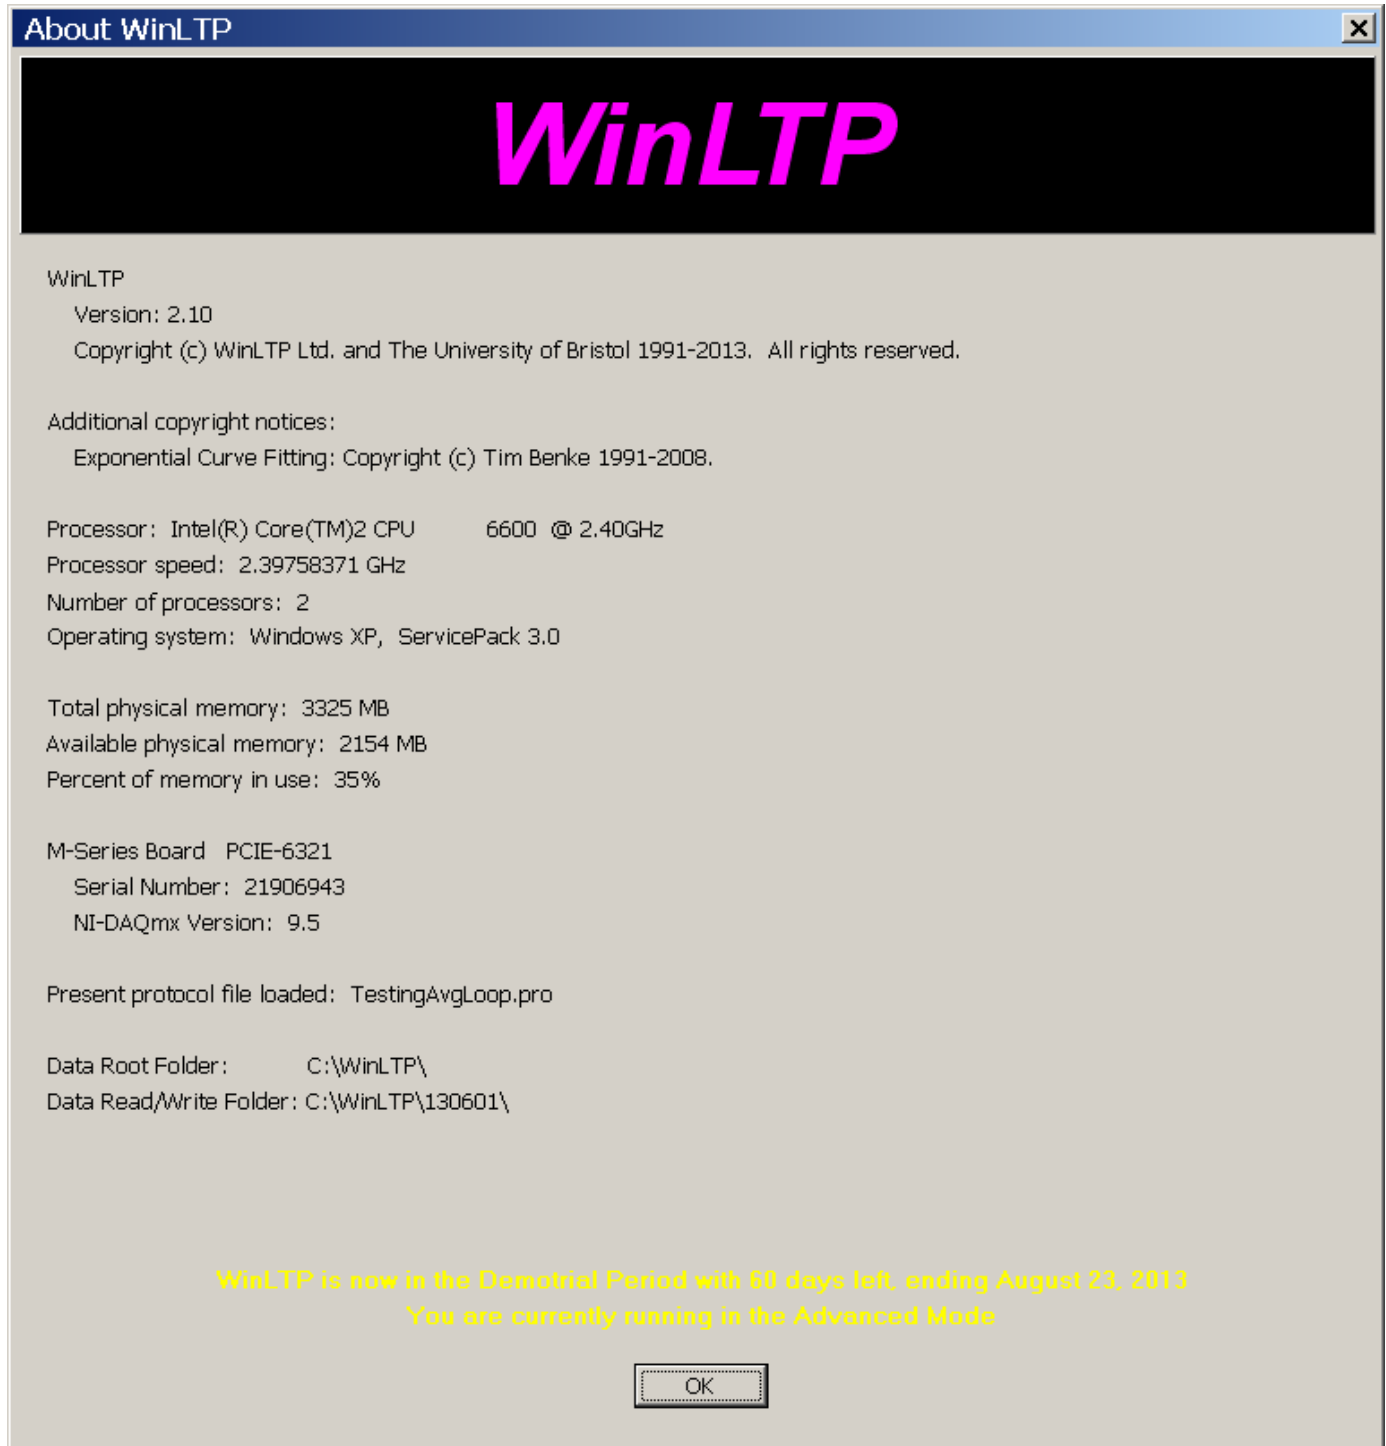 About WinLTP
WinLTP
WinLTP
Version: 2.10
Copyright (c) WinLTP Ltd. and The University of Bristol 1991-2013.  All rights reserved.
Additional copyright notices:
Exponential Curve Fitting: Copyright (c) Tim Benke 1991-2008.
Processor:  Intel(R) Core(TM)2 CPU         6600  @ 2.40GHz
Processor speed:  2.39758371 GHz
Number of processors:  2
Operating system:  Windows XP,  ServicePack 3.0
Total physical memory:  3325 MB
Available physical memory:  2154 MB
Percent of memory in use:  35%
M-Series Board   PCIE-6321
Serial Number:  21906943
NI-DAQmx Version:  9.5
Present protocol file loaded:  TestingAvgLoop.pro
Data Root Folder:          C:\WinLTP\
Data Read/Write Folder: C:\WinLTP\130601\
WinLTP is now in the Demotrial Period with 60 days left, ending August 23, 2013
You are currently running in the Advanced Mode
OK